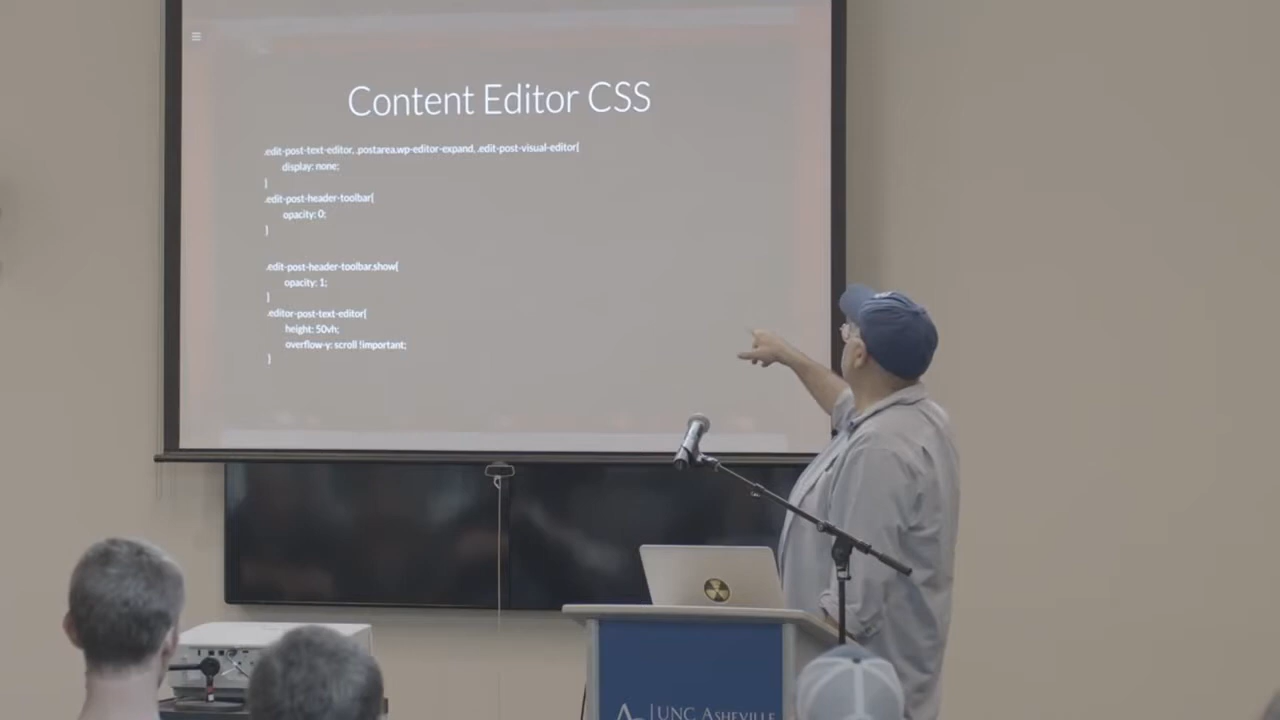 Content Editor CSS
.edit-post-text-editor, .postarea.wp-editor-expand, .edit-post-visual-editor{
display: none;
}
.edit-post-header-toolbar{
opacity: 0;
}
.edit-post-header-toolbar.show{
opacity: 1;
}
.editor-post-text-editor{
height: 50vh;
overflow-y: scroll !important;
}
UNC ASHEVILLE